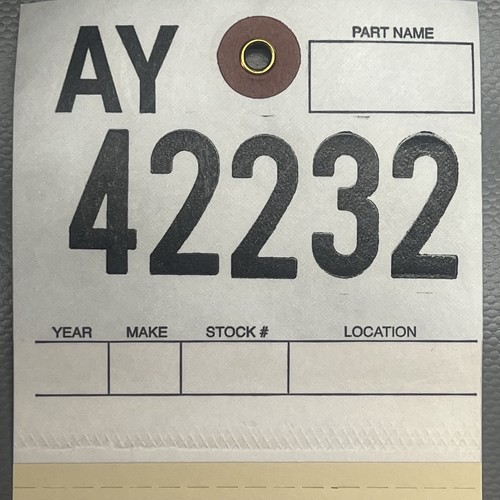 AY PART NAME
42232
YEAR MAKE STOCK # LOCATION